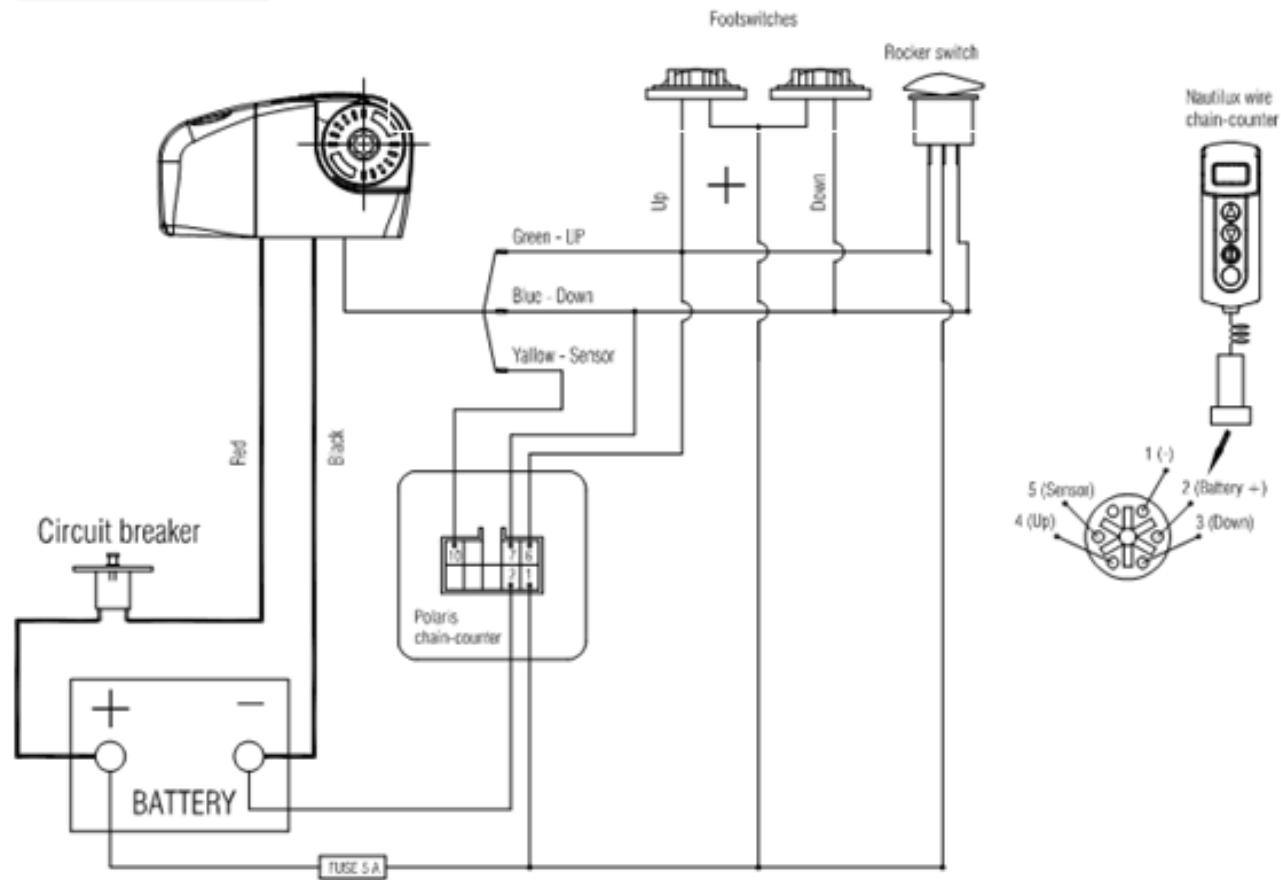 Footswitches
Rocker switch
Nautilux wire
chain-counter
Up
+
Down
Green - UP
Blue - Down
Yallow - Sensor
Red
Black
1 (-)
5 (Sensor)
2 (Battery +)
4 (Up)
3 (Down)
Circuit breaker
10
7
6
2
1
Polaris
chain-counter
+
-
BATTERY
FUSE 5 A